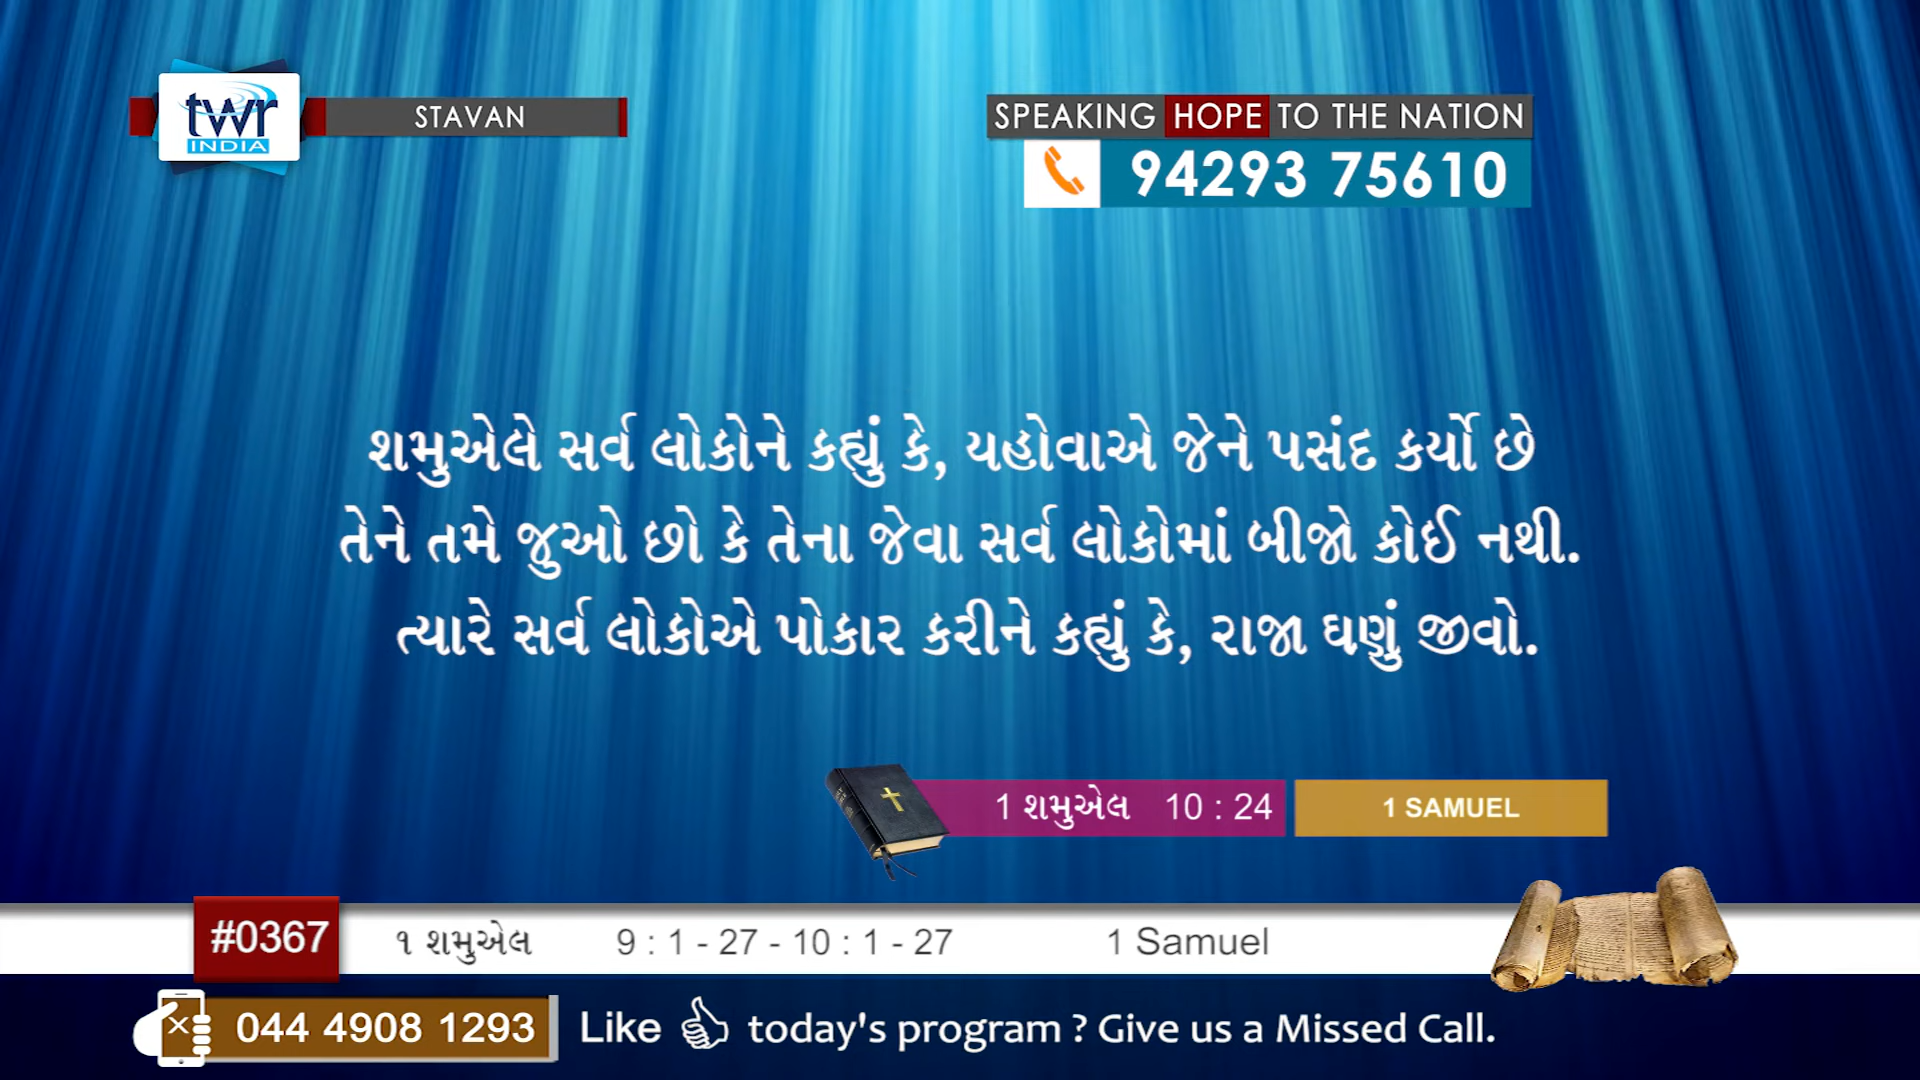 twr
INDIA
STAVAN
SPEAKING HOPE TO THE NATION
94293 75610
શમુએલે સર્વ લોકોને કહ્યું કે, યહોવાએ જેને પસંદ કર્યો છે
તેને તમે જુઓ છો કે તેના જેવા સર્વ લોકોમાં બીજો કોઈ નથી.
ત્યારે સર્વ લોકોએ પોકાર કરીને કહ્યું કે, રાજા ઘણું જીવો.
1 શમુએલ 10 : 24
1 SAMUEL
#0367
૧ શમુએલ 9 : 1 - 27 - 10 : 1 - 27 1 Samuel
044 4908 1293
Like today's program ? Give us a Missed Call.